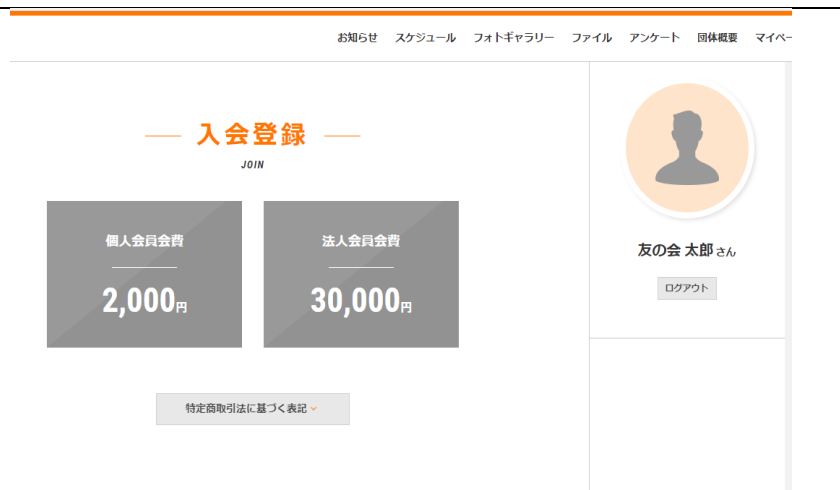 お知らせ スケジュール フォトギャラリー ファイル アンケート 団体概要 マイペー
入会登録
JOIN
個人会員会費
2,000円
法人会員会費
30,000円
特定商取引法に基づく表記
友の会 太郎 さん
ログアウト